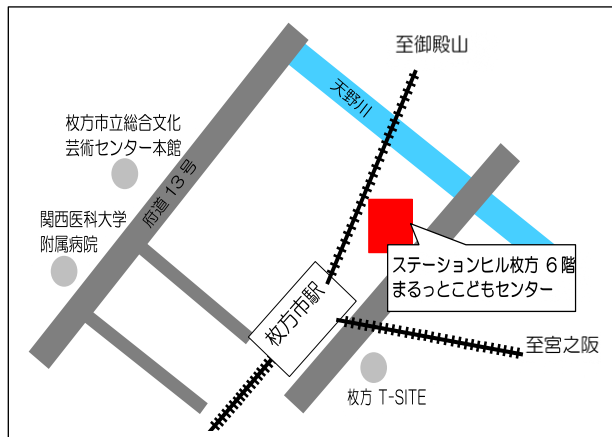 至御殿山
天野川
枚方市立総合文化
芸術センター本館
府道 13 号
関西医科大学
附属病院
ステーションヒル枚方 6 階
まるっとこどもセンター
枚方市駅
至宮之阪
枚方 T-SITE